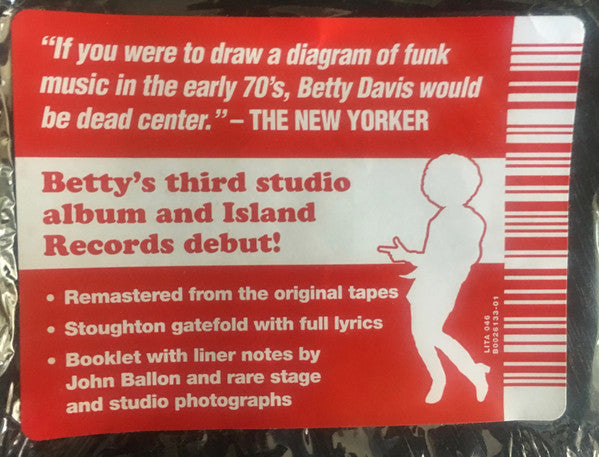 “If you were to draw a diagram of funk
music in the early 70’s, Betty Davis would
be dead center.” – THE NEW YORKER
Betty’s third studio
album and Island
Records debut!
• Remastered from the original tapes
• Stoughton gatefold with full lyrics
• Booklet with liner notes by
John Ballon and rare stage
and studio photographs
LITA 046
B0026133-01